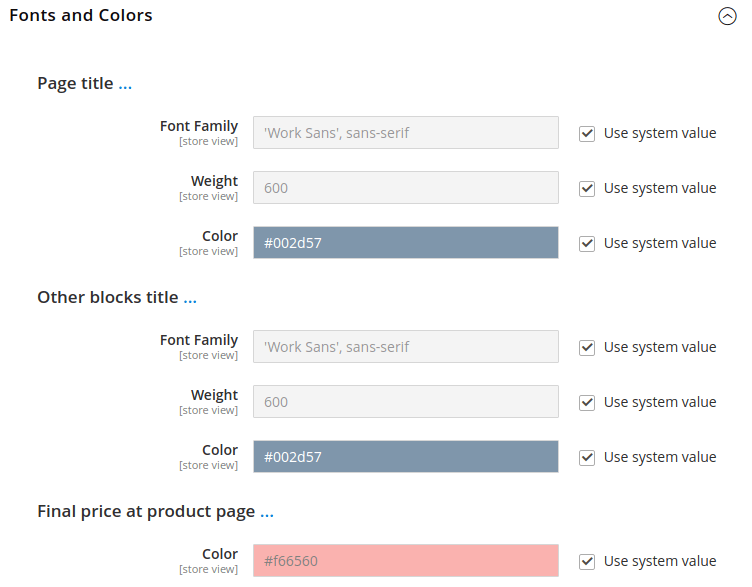 Fonts and Colors
Page title ...
Font Family
[store view]
'Work Sans', sans-serif
Use system value
Weight
[store view]
600
Use system value
Color
[store view]
#002d57
Use system value
Other blocks title ...
Font Family
[store view]
'Work Sans', sans-serif
Use system value
Weight
[store view]
600
Use system value
Color
[store view]
#002d57
Use system value
Final price at product page ...
Color
[store view]
#f66560
Use system value